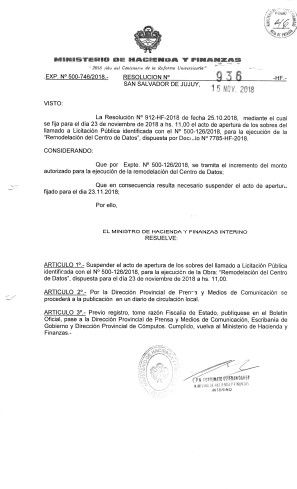 MINISTERIO DE HACIENDA Y FINANZAS
"2018 Año del Centenario de la Reforma Universitaria"
EXP. Nº 500-746/2018.- RESOLUCION Nº 936 -HF.-
SAN SALVADOR DE JUJUY, 15 NOV. 2018
VISTO:
La Resolución Nº 912-HF-2018 de fecha 25.10.2018, mediante el cual
se fija para el día 23 de noviembre de 2018 a hs. 11,00 el acto de apertura de los sobres del
llamado a Licitación Pública identificada con el Nº 500-126/2018, para la ejecución de la
"Remodelación del Centro de Datos", dispuesta por Decreto Nº 7785-HF-2018.
CONSIDERANDO:
Que por Expte. Nº 500-126/2018, se tramita el incremento del monto
autorizado para la ejecución de la remodelación del Centro de Datos;
Que en consecuencia resulta necesario suspender el acto de apertura
fijado para el 23.11.2018;
Por ello,
EL MINISTRO DE HACIENDA Y FINANZAS INTERINO
RESUELVE:
ARTICULO 1º.- Suspender el acto de apertura de los sobres del llamado a Licitación Pública
identificada con el Nº 500-126/2018, para la ejecución de la Obra: "Remodelación del Centro
de Datos", dispuesta para el día 23 de noviembre de 2018 a hs. 11,00.
ARTICULO 2º.- Por la Dirección Provincial de Prensa y Medios de Comunicación se
procederá a la publicación en un diario de circulación local.
ARTICULO 3º.- Previo registro, tome razón Fiscalía de Estado, publíquese en el Boletín
Oficial, pase a la Dirección Provincial de Prensa y Medios de Comunicación, Escribanía de
Gobierno y Dirección Provincial de Cómputos. Cumplido, vuelva al Ministerio de Hacienda y
Finanzas.-
MINISTRO DE HACIENDA Y FINANZAS
INTERINO